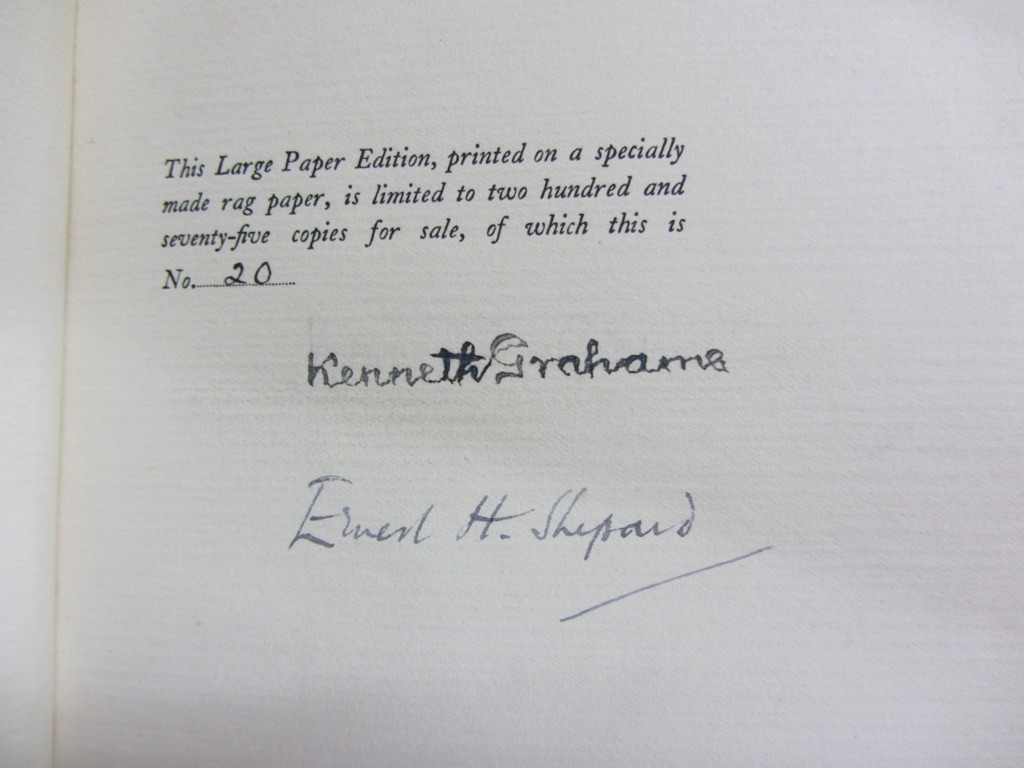 This Large Paper Edition, printed on a specially
made rag paper, is limited to two hundred and
seventy-five copies for sale, of which this is
No. 20
Kenneth Grahame
Ernest H. Shepard